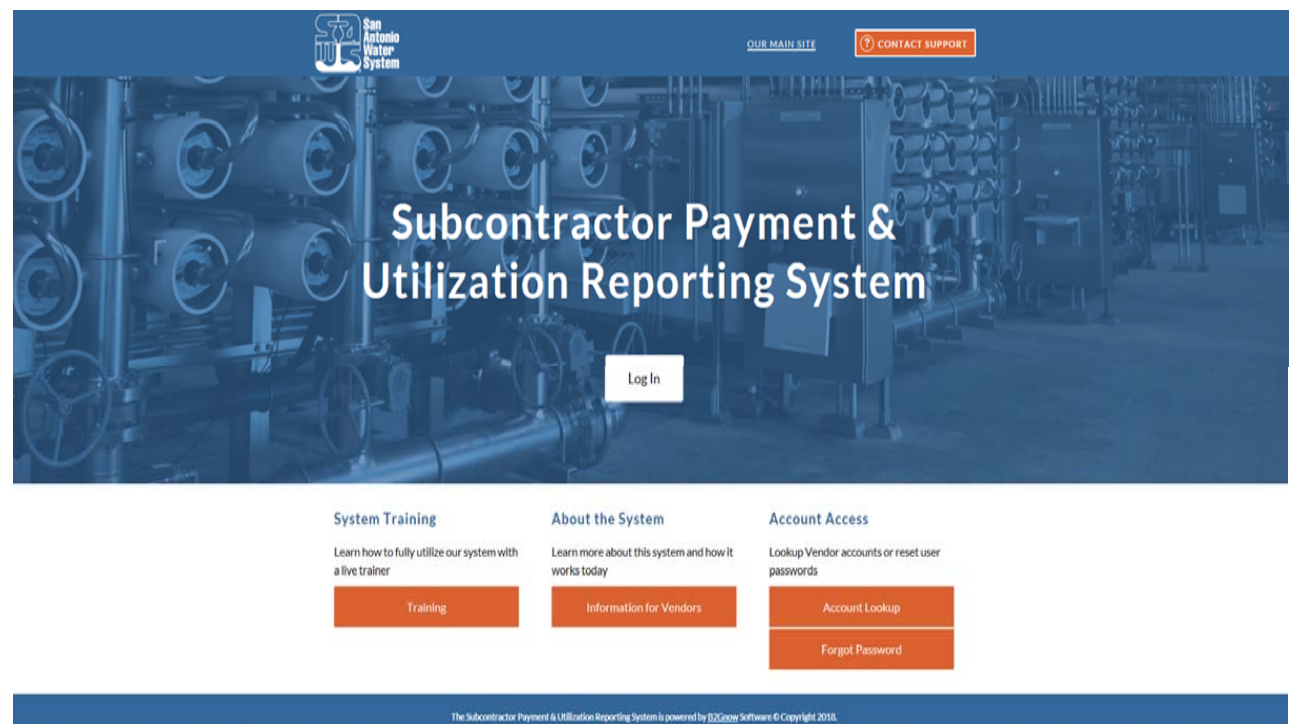 SAWS
San
Antonio
Water
System
OUR MAIN SITE
? CONTACT SUPPORT
Subcontractor Payment &
Utilization Reporting System
Log In
System Training
Learn how to fully utilize our system with
a live trainer
Training
About the System
Learn more about this system and how it
works today
Information for Vendors
Account Access
Lookup Vendor accounts or reset user
passwords
Account Lookup
Forgot Password
The Subcontractor Payment & Utilization Reporting System is powered by B2Gnow Software © Copyright 2018.